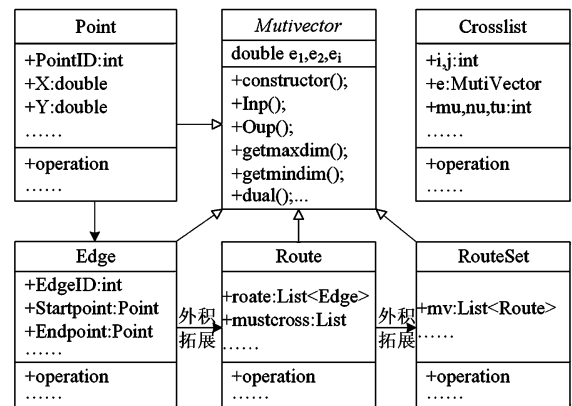 Point
+PointID:int
+X:double
+Y:double
……
+operation
……
Mutivector
double e1,e2,ei
+constructor();
+Inp();
+Oup();
+getmaxdim();
+getmindim();
+dual();...
Crosslist
+i,j:int
+e:MutiVector
+mu,nu,tu:int
……
+operation
……
Edge
+EdgeID:int
+Startpoint:Point
+Endpoint:Point
……
+operation
……
外积
拓展
Route
+roate:List<Edge>
+mustcross:List
……
+operation
……
外积
拓展
RouteSet
+mv:List<Route>
……
+operation
……